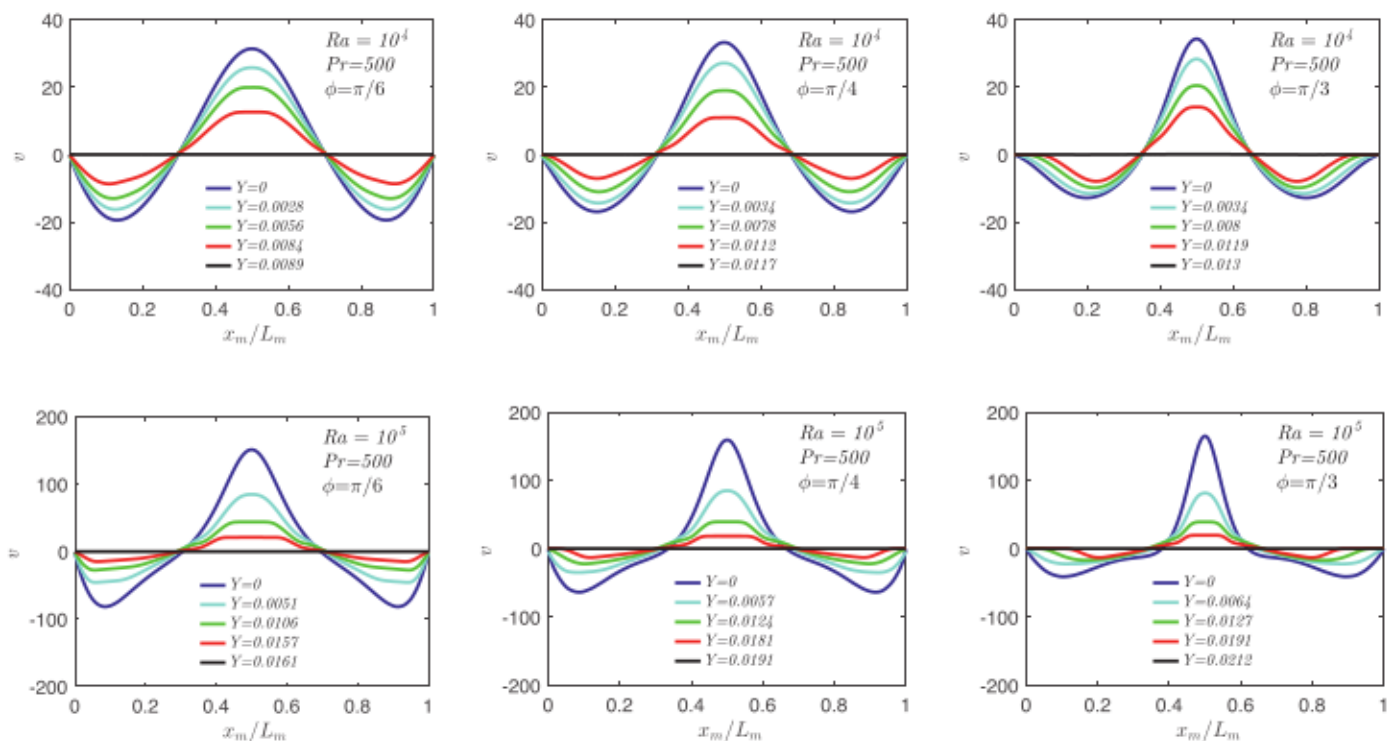 40
20
0
-20
-40
v
Ra = 10^4
Pr=500
ϕ=π/6
Y=0
Y=0.0028
Y=0.0056
Y=0.0084
Y=0.0089
0 0.2 0.4 0.6 0.8 1
x_m/L_m
40
20
0
-20
-40
v
Ra = 10^4
Pr=500
ϕ=π/4
Y=0
Y=0.0034
Y=0.0078
Y=0.0112
Y=0.0117
0 0.2 0.4 0.6 0.8 1
x_m/L_m
40
20
0
-20
-40
v
Ra = 10^4
Pr=500
ϕ=π/3
Y=0
Y=0.0034
Y=0.008
Y=0.0119
Y=0.013
0 0.2 0.4 0.6 0.8 1
x_m/L_m
200
100
0
-100
-200
v
Ra = 10^5
Pr=500
ϕ=π/6
Y=0
Y=0.0051
Y=0.0106
Y=0.0157
Y=0.0161
0 0.2 0.4 0.6 0.8 1
x_m/L_m
200
100
0
-100
-200
v
Ra = 10^5
Pr=500
ϕ=π/4
Y=0
Y=0.0057
Y=0.0124
Y=0.0181
Y=0.0191
0 0.2 0.4 0.6 0.8 1
x_m/L_m
200
100
0
-100
-200
v
Ra = 10^5
Pr=500
ϕ=π/3
Y=0
Y=0.0064
Y=0.0127
Y=0.0191
Y=0.0212
0 0.2 0.4 0.6 0.8 1
x_m/L_m